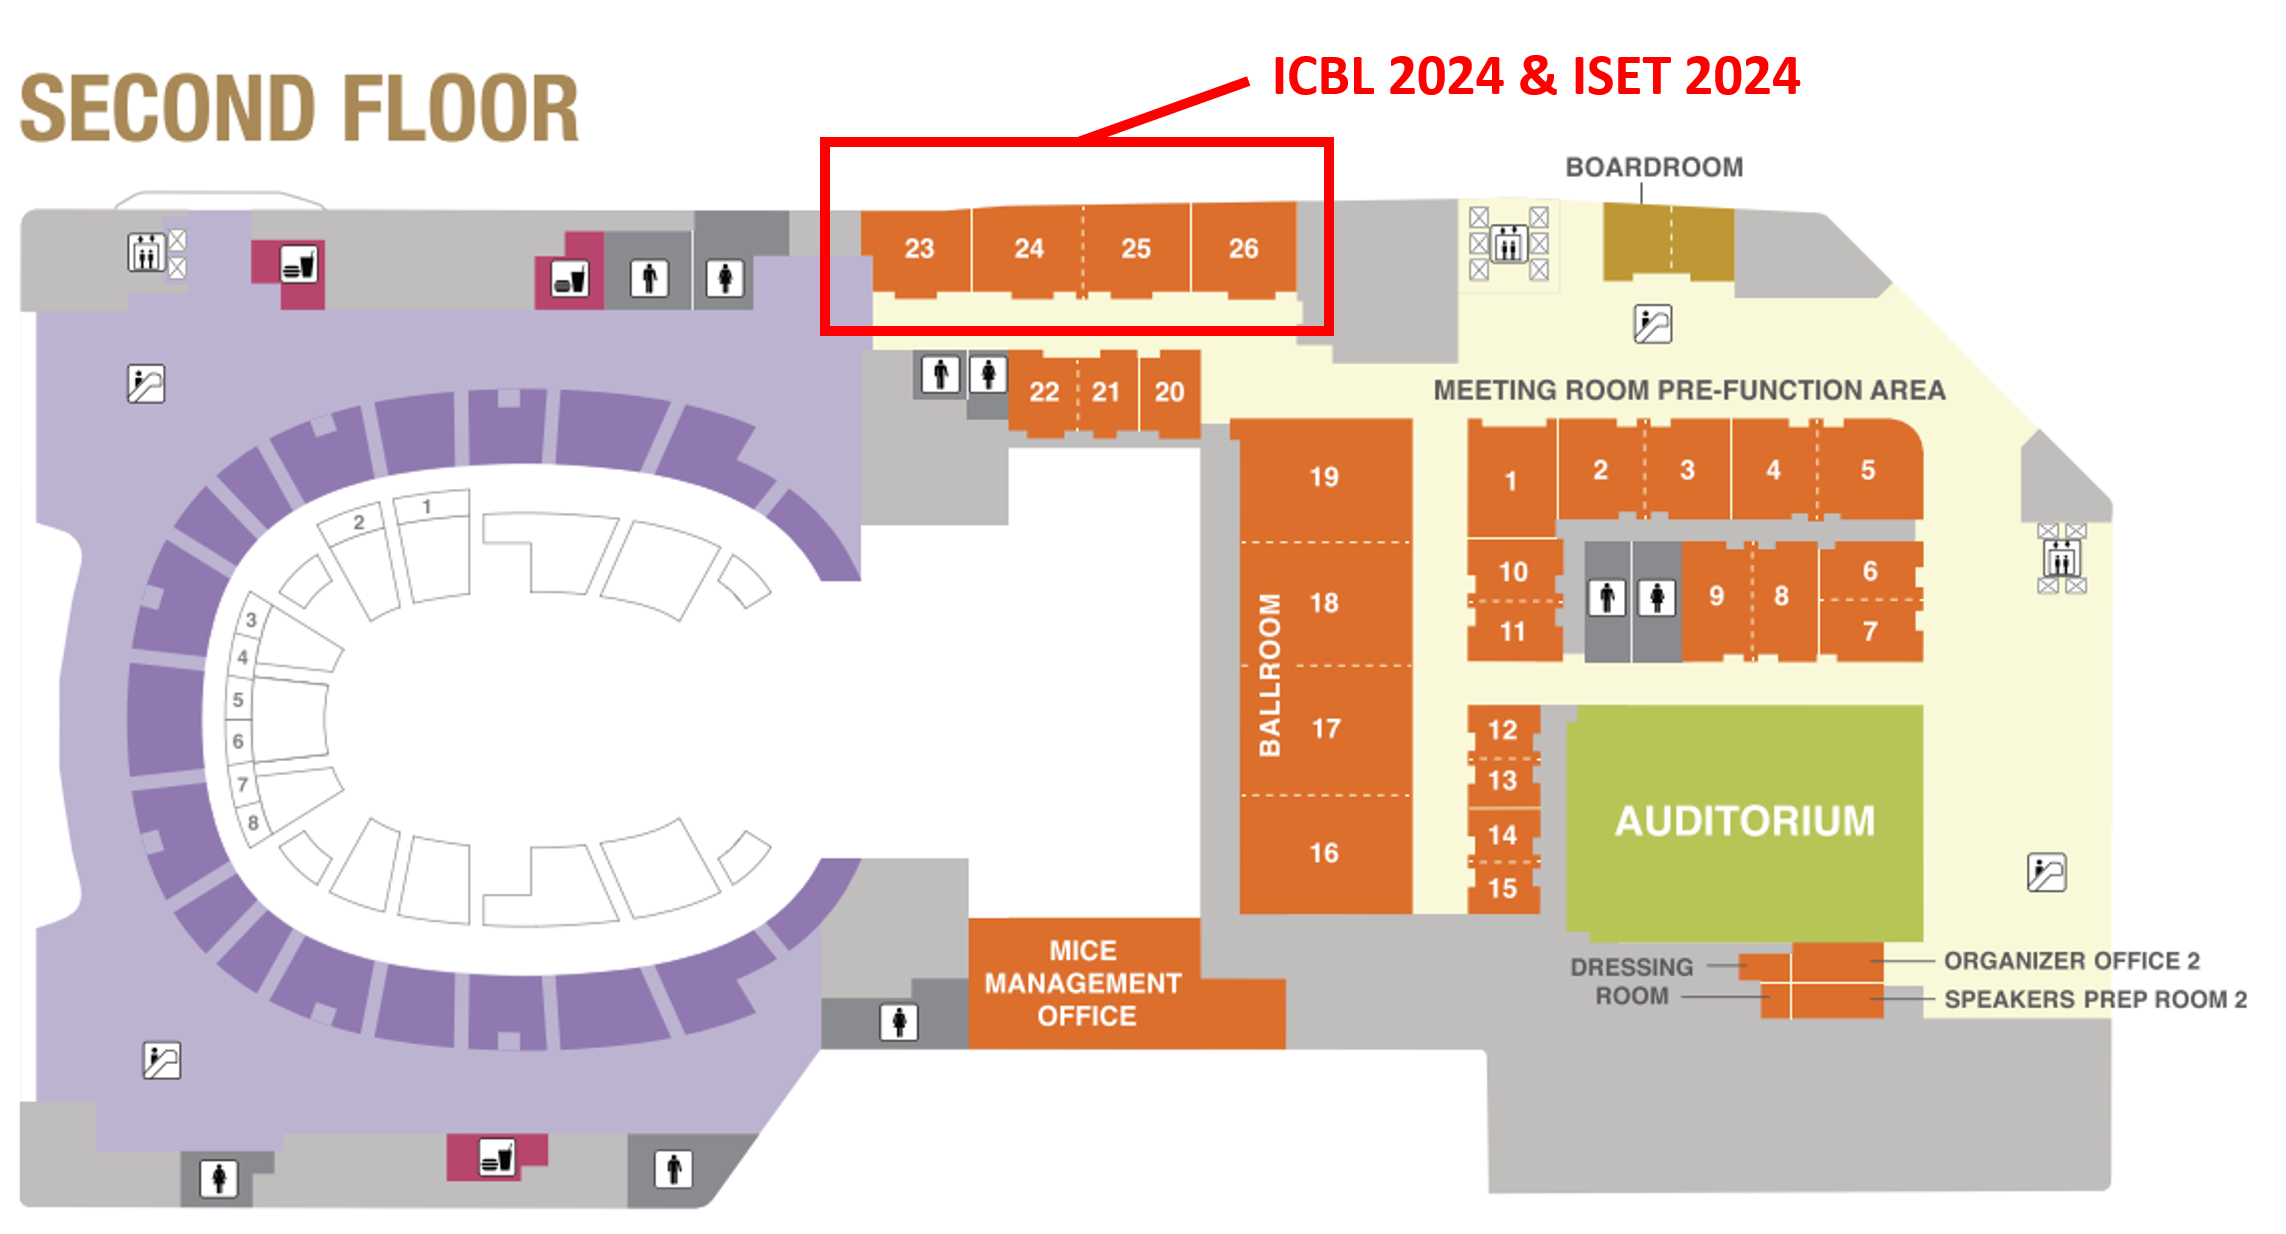 ICBL 2024 & ISET 2024
SECOND FLOOR
BOARDROOM
23
24
25
26
22
21
20
MEETING ROOM PRE-FUNCTION AREA
19
1
2
3
4
5
10
11
9
8
6
7
18
BALLROOM
17
16
12
13
14
15
AUDITORIUM
1
2
3
4
5
6
7
8
MICE
MANAGEMENT
OFFICE
DRESSING
ROOM
ORGANIZER OFFICE 2
SPEAKERS PREP ROOM 2